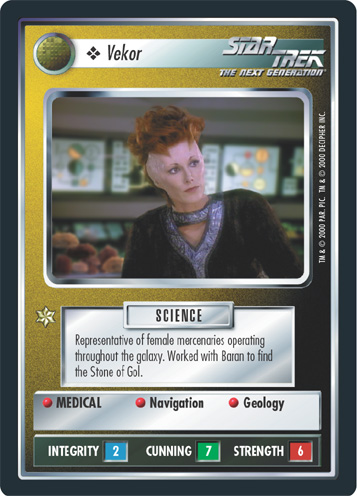 ❖ Vekor
STAR TREK
THE NEXT GENERATION®
TM & © 2000 PAR. PIC. TM & © 2000 DECIPHER INC.
SCIENCE
Representative of female mercenaries operating
throughout the galaxy. Worked with Baran to find
the Stone of Gol.
MEDICAL Navigation Geology
INTEGRITY 2 CUNNING 7 STRENGTH 6